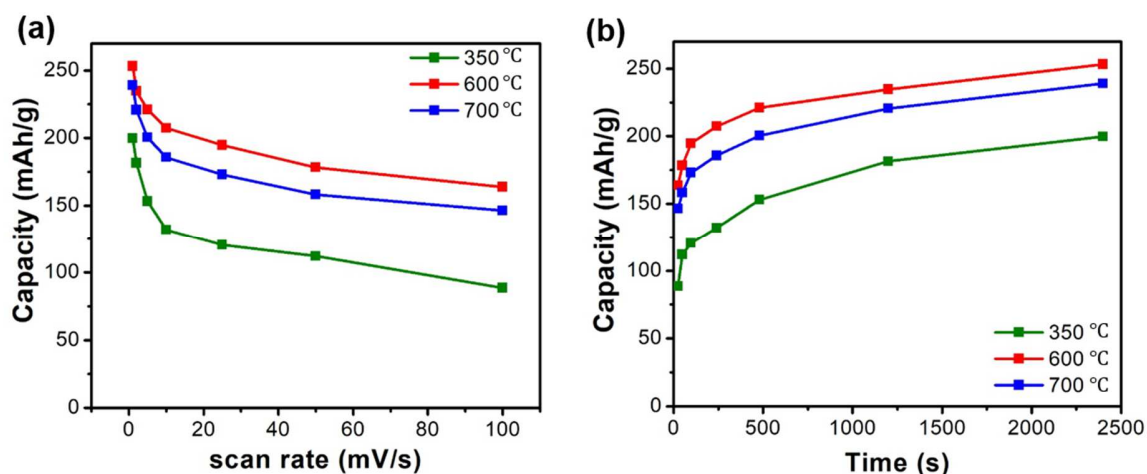 (a)
Capacity (mAh/g)
250
200
150
100
50
0
350 °C
600 °C
700 °C
0 20 40 60 80 100
scan rate (mV/s)
(b)
Capacity (mAh/g)
250
200
150
100
50
0
350 °C
600 °C
700 °C
0 500 1000 1500 2000 2500
Time (s)